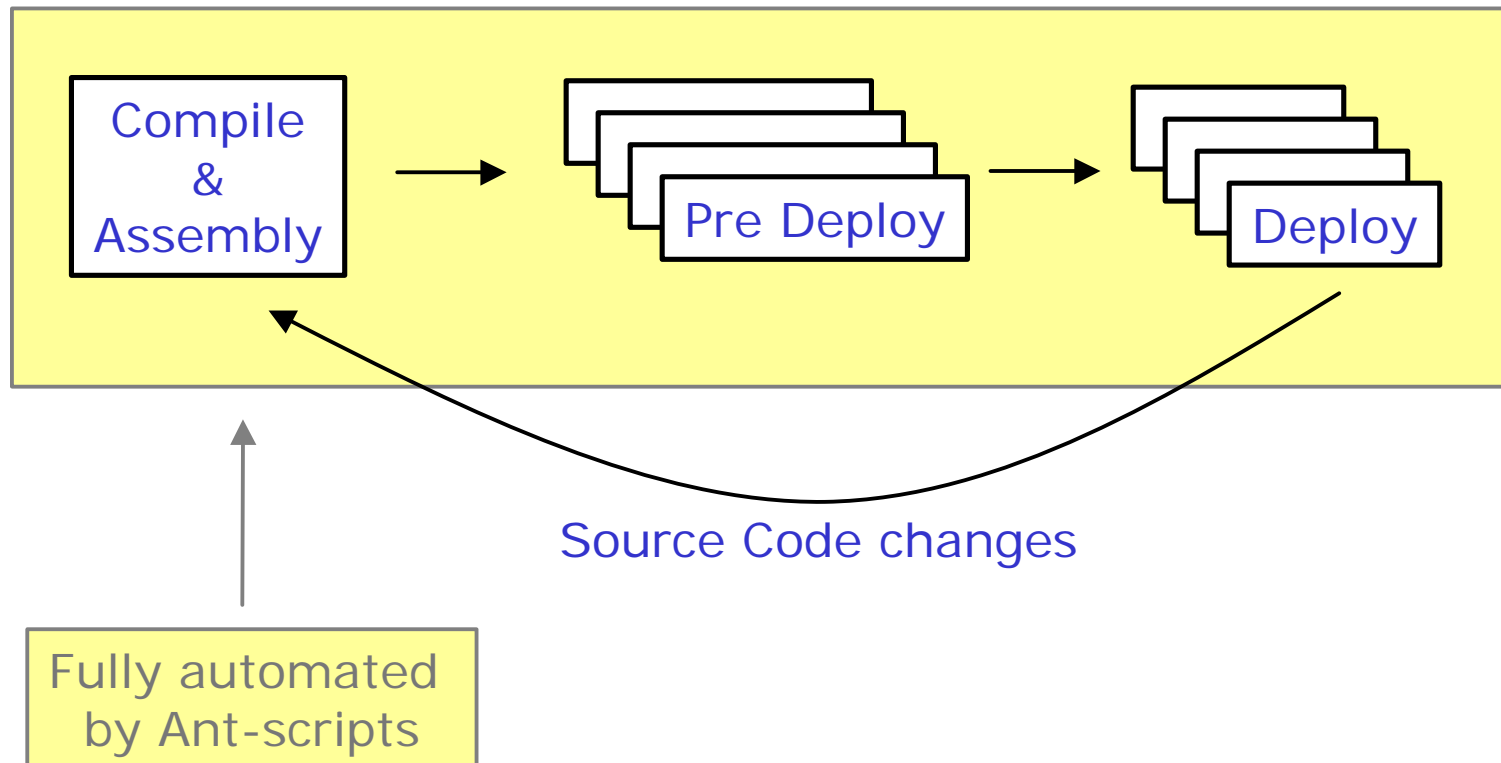 Compile
&
Assembly
Pre Deploy
Deploy
Source Code changes
Fully automated
by Ant-scripts